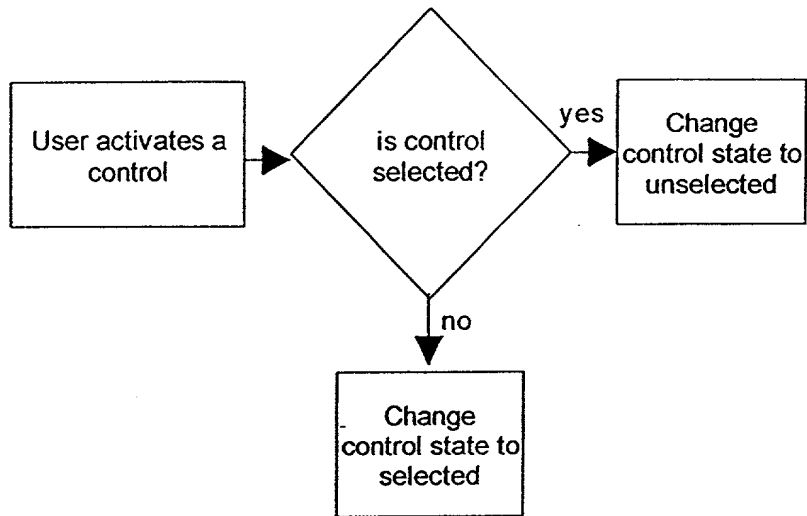 User activates a
control
is control
selected?
yes
Change
control state to
unselected
no
Change
control state to
selected